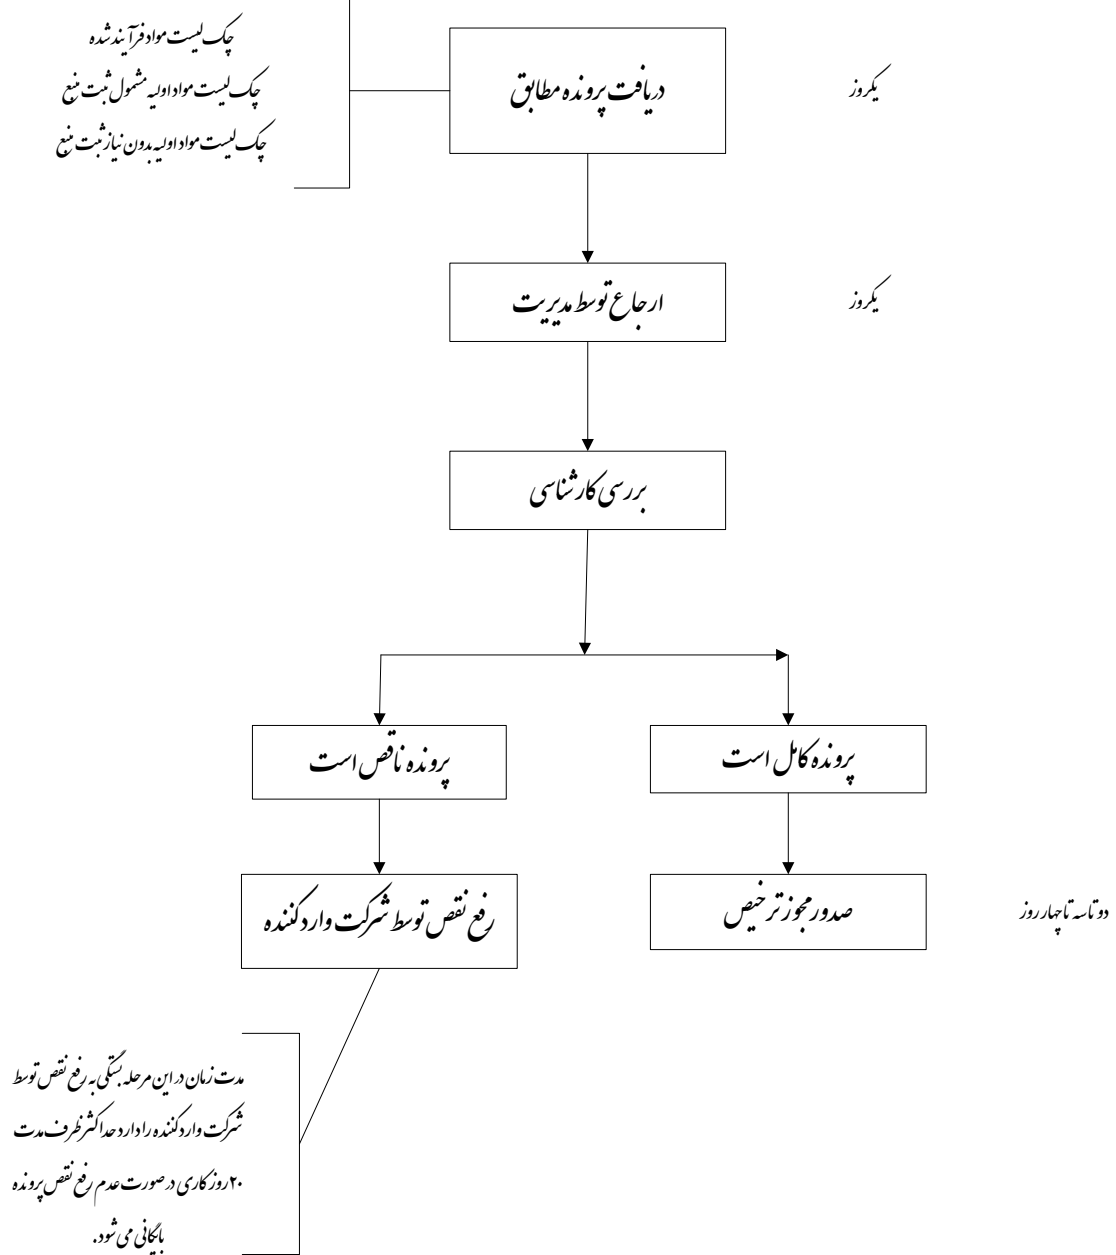 چک لیست مواد فرآیند شده
چک لیست مواد اولیه مشمول ثبت منبع
چک لیست مواد اولیه بدون نیاز ثبت منبع
دریافت پرونده مطابق
یکروز
ارجاع توسط مدیریت
یکروز
بررسی کارشناسی
پرونده کامل است
پرونده ناقص است
صدور مجوز ترخیص
دو تا سه تا چهار روز
رفع نقص توسط شرکت وارد کننده
مدت زمان در این مرحله بستگی به رفع نقص توسط
شرکت وارد کننده را دارد حداکثر ظرف مدت
۲۰ روز کاری در صورت عدم رفع نقص پرونده
بایگانی می شود.